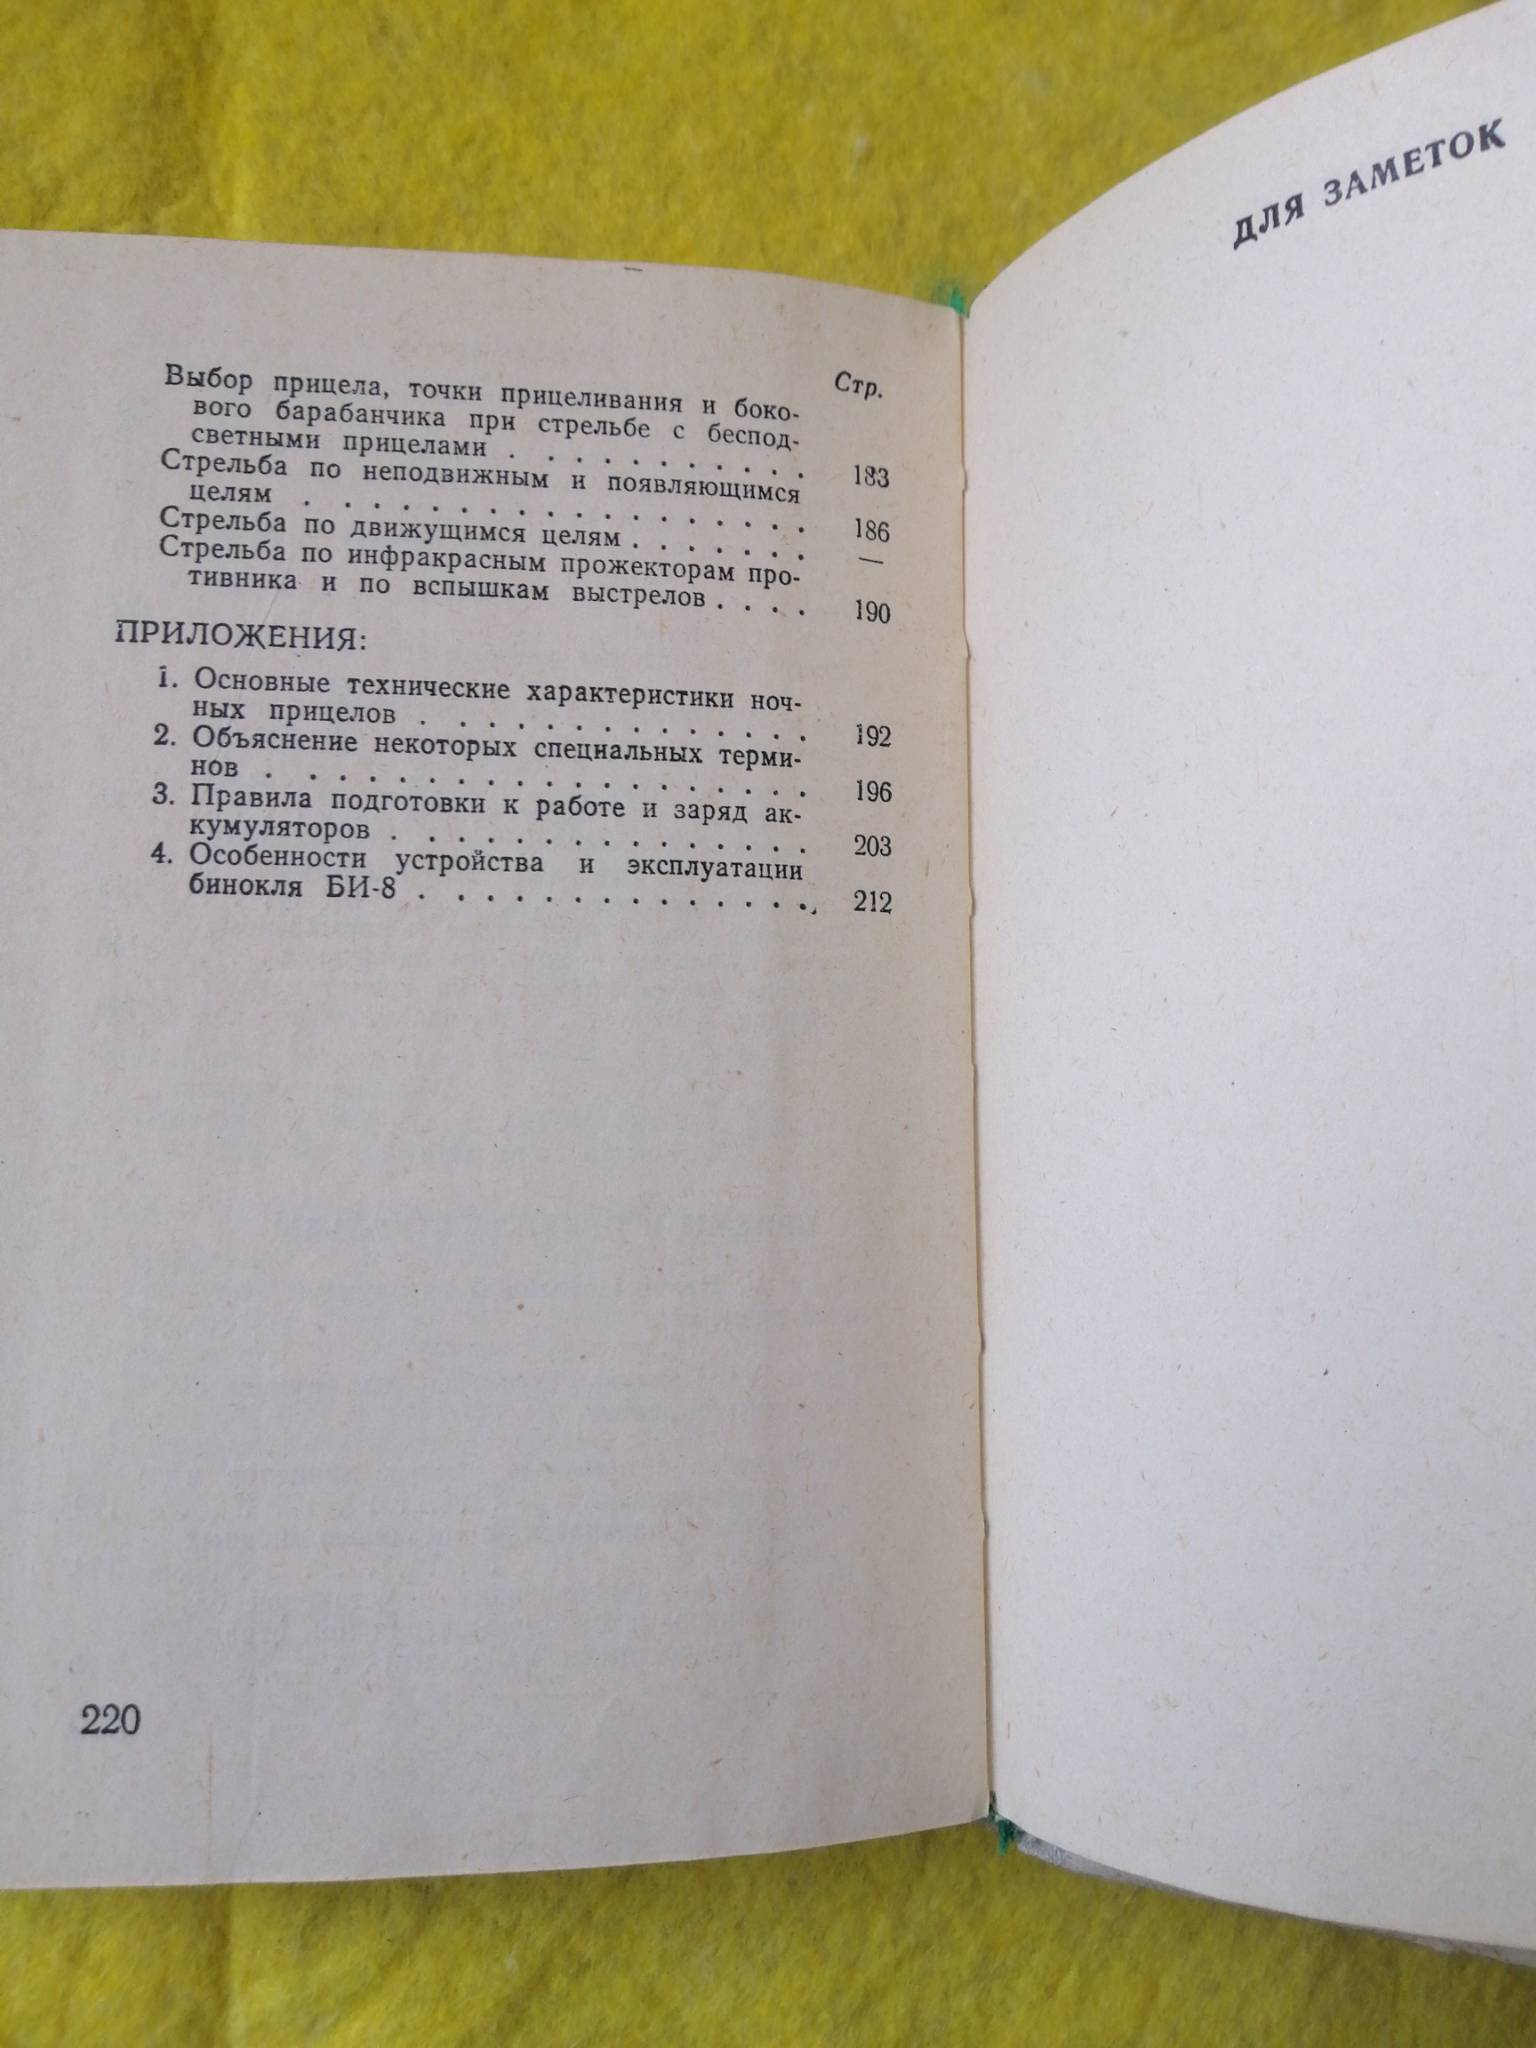 Стр.
Выбор прицела, точки прицеливания и боко-
вого барабанчика при стрельбе с беспод-
светными прицелами . . . . . . . . . . 183
Стрельба по неподвижным и появляющимся
целям . . . . . . . . . . . . . . . . 186
Стрельба по движущимся целям . . . . . . . —
Стрельба по инфракрасным прожекторам про-
тивника и по вспышкам выстрелов . . . . 190
ПРИЛОЖЕНИЯ:
1. Основные технические характеристики ноч-
ных прицелов . . . . . . . . . . . . . 192
2. Объяснение некоторых специальных терми-
нов . . . . . . . . . . . . . . . . . . 196
3. Правила подготовки к работе и заряд ак-
кумуляторов . . . . . . . . . . . . . . 203
4. Особенности устройства и эксплуатации
бинокля БИ-8 . . . . . . . . . . . . . . 212
220
ДЛЯ ЗАМЕТОК